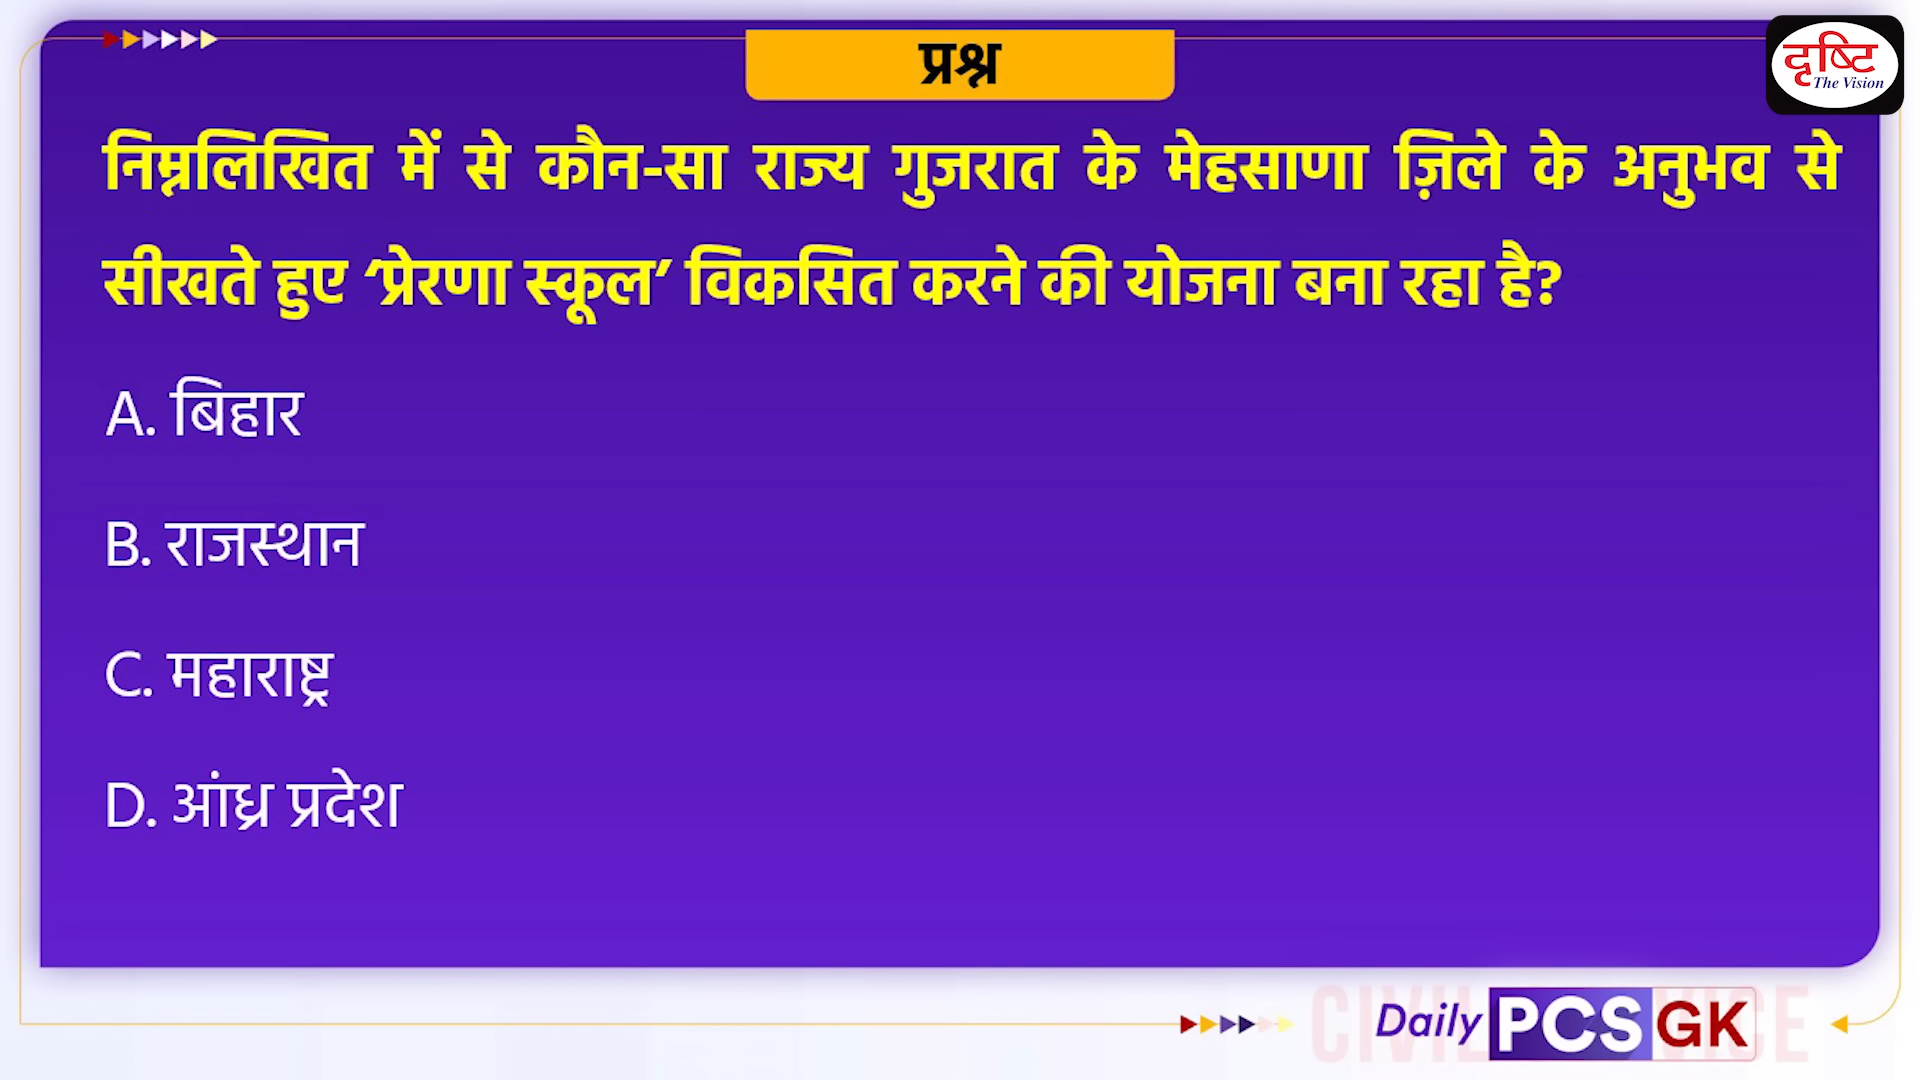 प्रश्न
दृष्टि
The Vision
निम्नलिखित में से कौन-सा राज्य गुजरात के मेहसाणा ज़िले के अनुभव से
सीखते हुए ‘प्रेरणा स्कूल’ विकसित करने की योजना बना रहा है?
A. बिहार
B. राजस्थान
C. महाराष्ट्र
D. आंध्र प्रदेश
Daily PCS GK